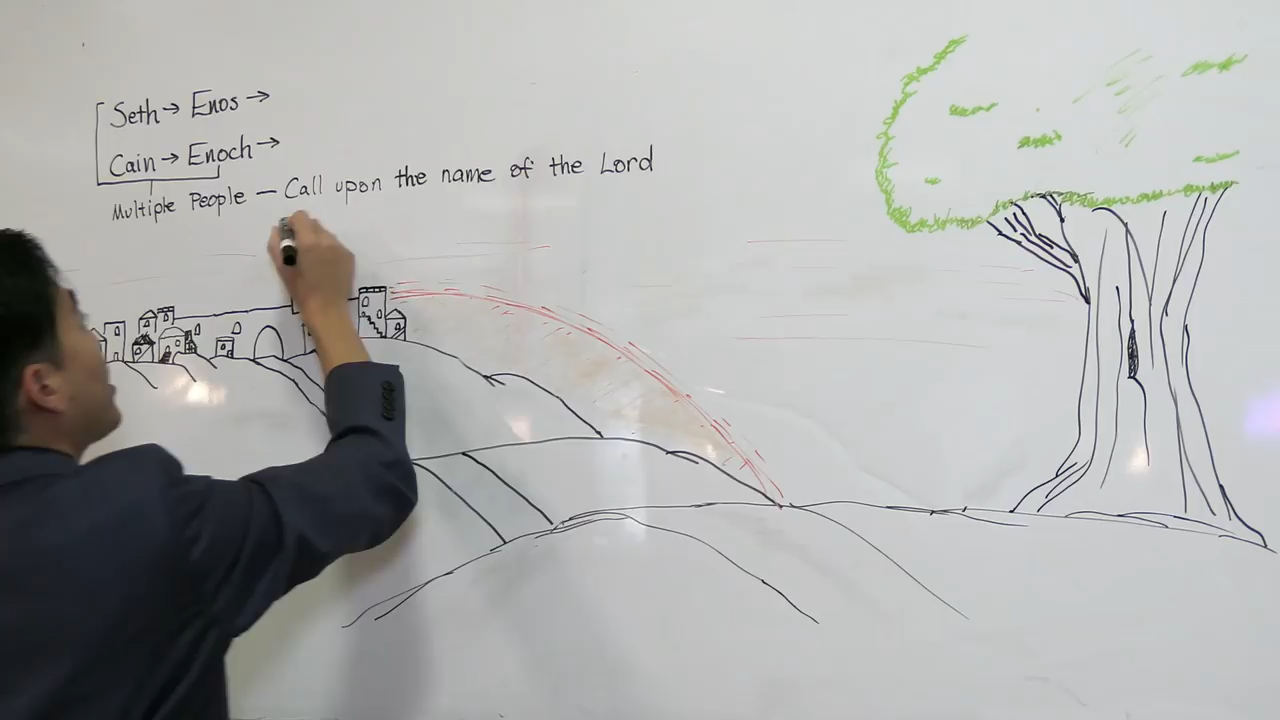 Seth → Enos →
Cain → Enoch →
Multiple People — Call upon the name of the Lord